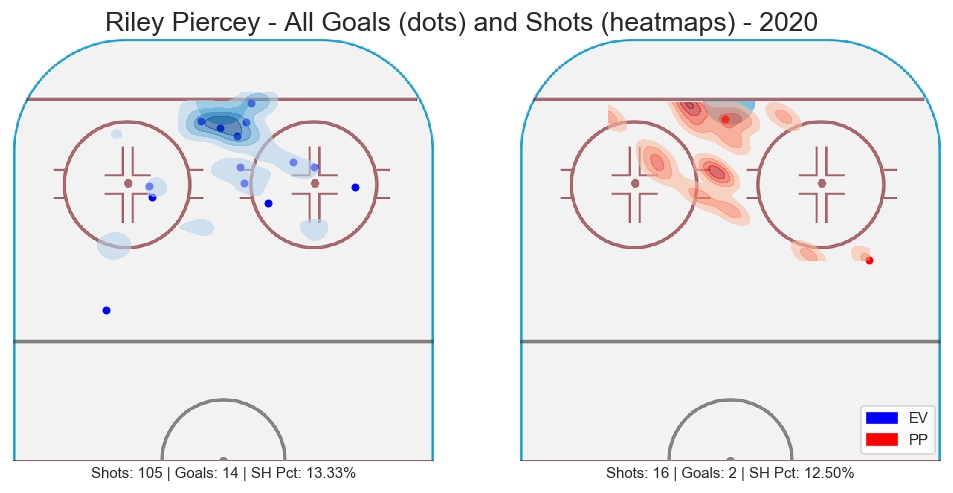 Riley Piercey - All Goals (dots) and Shots (heatmaps) - 2020
EV
PP
Shots: 105 | Goals: 14 | SH Pct: 13.33%
Shots: 16 | Goals: 2 | SH Pct: 12.50%